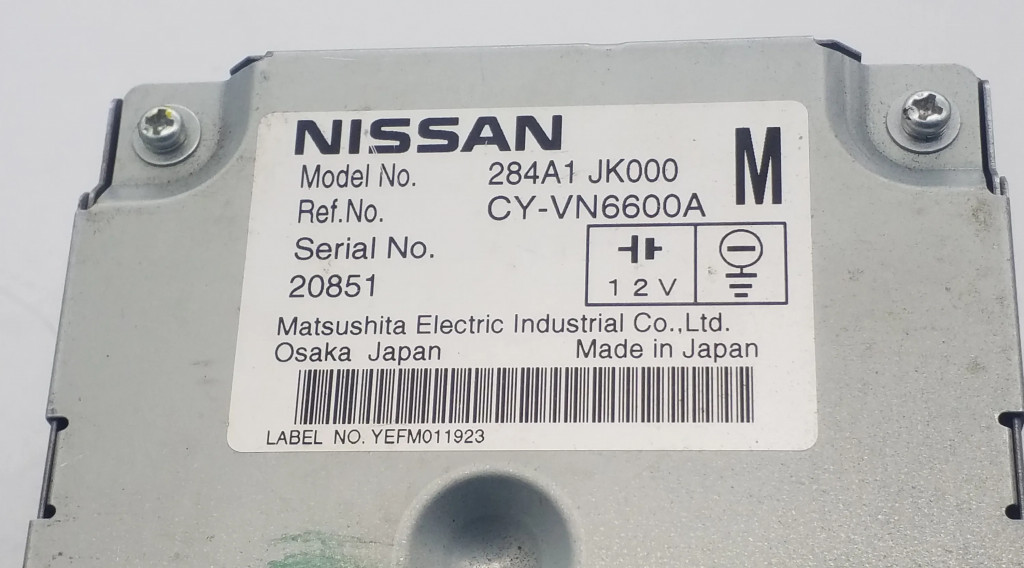 NISSAN
M
Model No. 284A1 JK000
Ref.No. CY-VN6600A
Serial No.
20851
12V
Matsushita Electric Industrial Co.,Ltd.
Osaka Japan Made in Japan
LABEL NO. YEFM011923